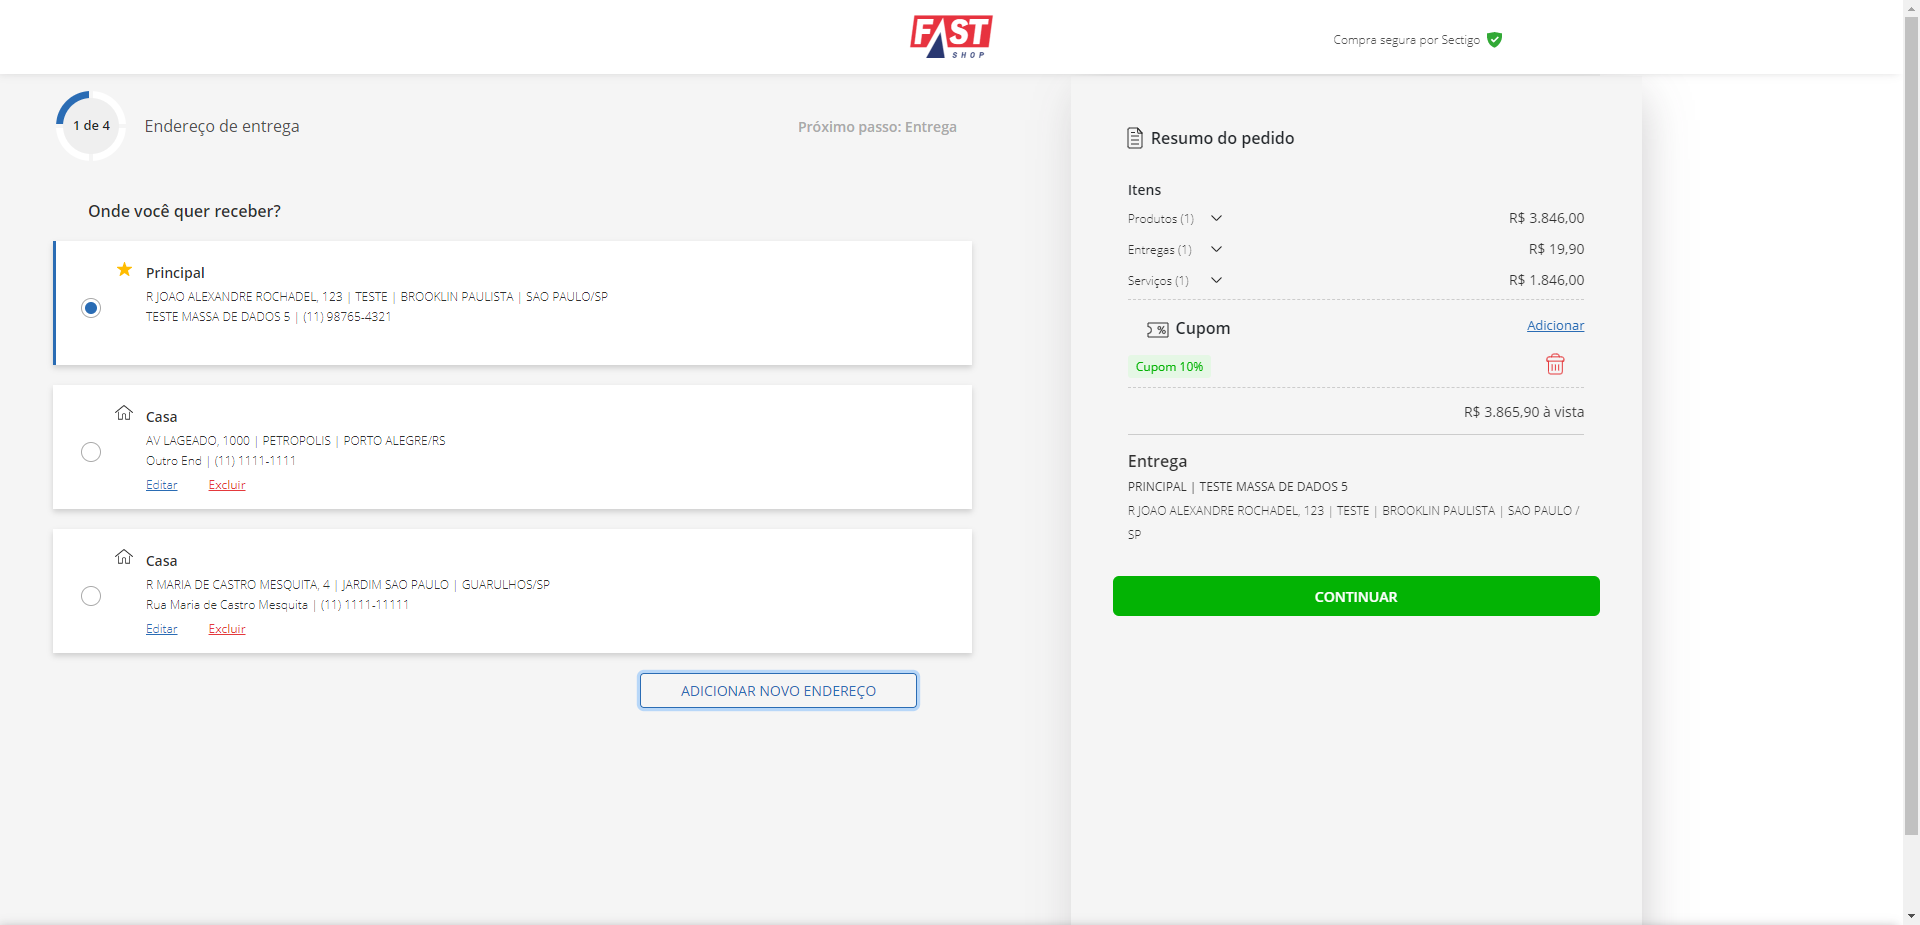 FAST
SHOP
Compra segura por Sectigo
1 de 4
Endereço de entrega
Próximo passo: Entrega
Onde você quer receber?
Principal
R JOAO ALEXANDRE ROCHADEL, 123 | TESTE | BROOKLIN PAULISTA | SAO PAULO/SP
TESTE MASSA DE DADOS 5 | (11) 98765-4321
Casa
AV LAGEADO, 1000 | PETROPOLIS | PORTO ALEGRE/RS
Outro End | (11) 1111-1111
Editar Excluir
Casa
R MARIA DE CASTRO MESQUITA, 4 | JARDIM SAO PAULO | GUARULHOS/SP
Rua Maria de Castro Mesquita | (11) 1111-11111
Editar Excluir
ADICIONAR NOVO ENDEREÇO
Resumo do pedido
Itens
Produtos (1) R$ 3.846,00
Entregas (1) R$ 19,90
Serviços (1) R$ 1.846,00
% Cupom Adicionar
Cupom 10%
R$ 3.865,90 à vista
Entrega
PRINCIPAL | TESTE MASSA DE DADOS 5
R JOAO ALEXANDRE ROCHADEL, 123 | TESTE | BROOKLIN PAULISTA | SAO PAULO /
SP
CONTINUAR